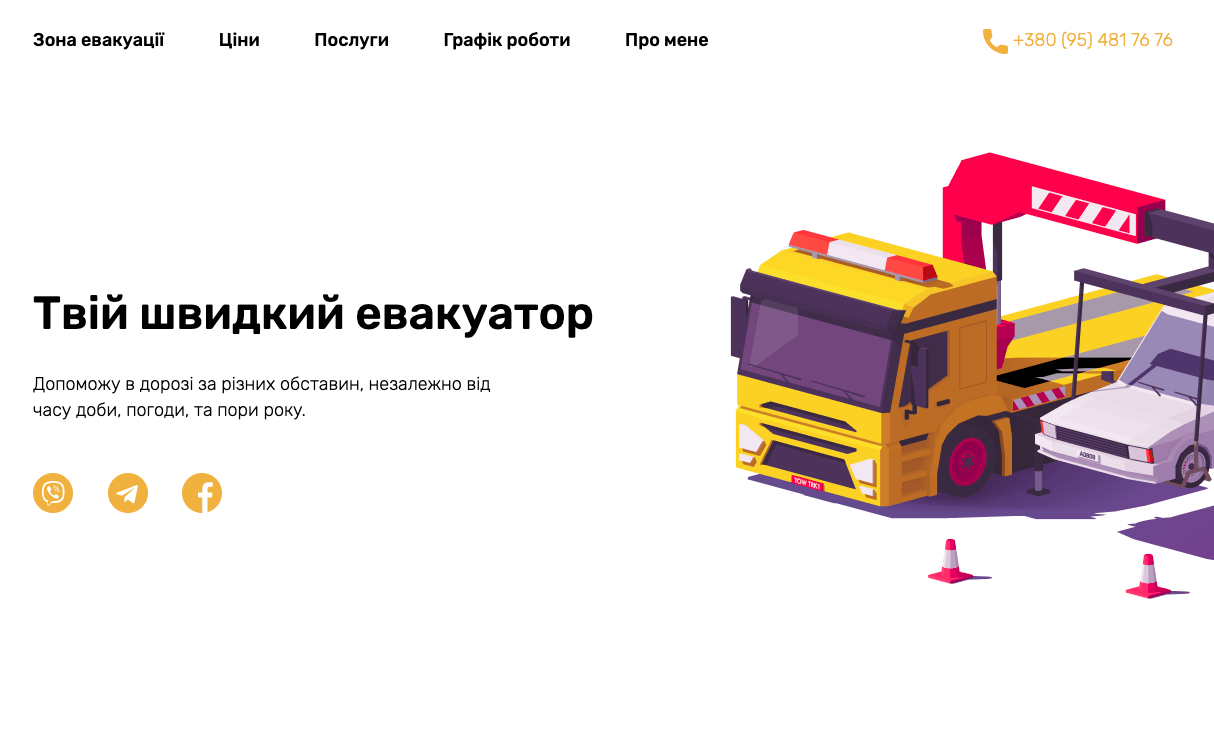 Зона евакуації Ціни Послуги Графік роботи Про мене +380 (95) 481 76 76
Твій швидкий евакуатор
Допоможу в дорозі за різних обставин, незалежно від
часу доби, погоди, та пори року.
TOW TRK1
A0808